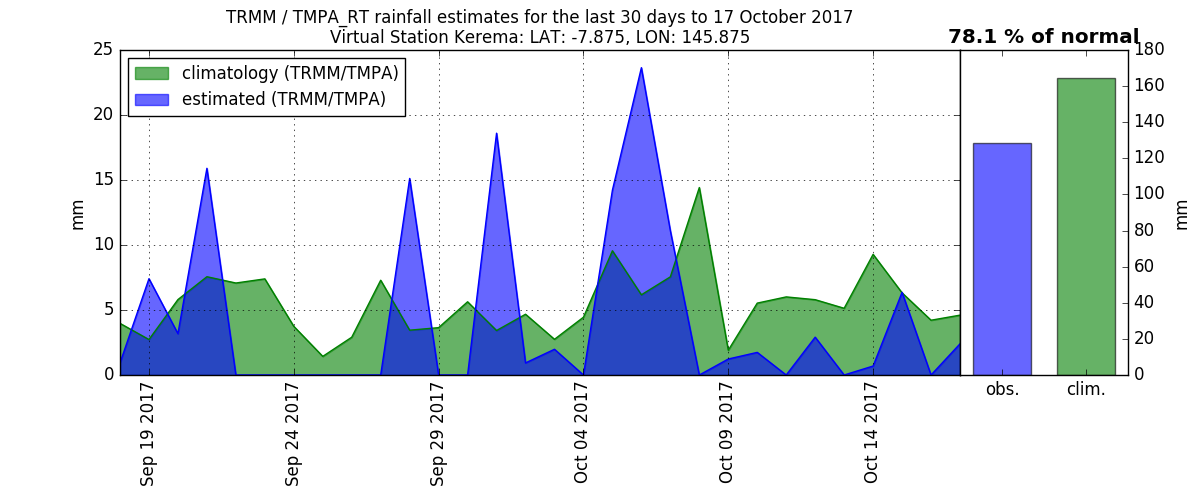 TRMM / TMPA_RT rainfall estimates for the last 30 days to 17 October 2017
Virtual Station Kerema: LAT: -7.875, LON: 145.875
78.1 % of normal
climatology (TRMM/TMPA)
estimated (TRMM/TMPA)
25
20
15
10
5
0
mm
Sep 19 2017
Sep 24 2017
Sep 29 2017
Oct 04 2017
Oct 09 2017
Oct 14 2017
180
160
140
120
100
80
60
40
20
0
mm
obs.
clim.